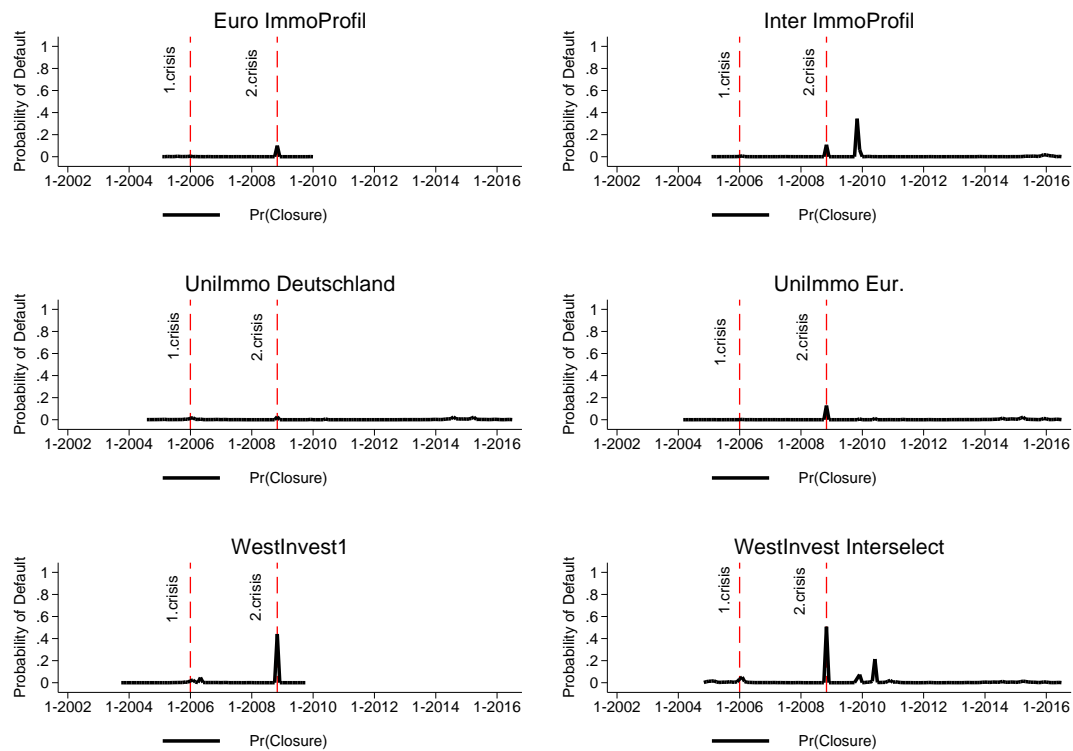 Euro ImmoProfil
Probability of Default
1
.8
.6
.4
.2
0
1.crisis
2.crisis
1-2002 1-2004 1-2006 1-2008 1-2010 1-2012 1-2014 1-2016
Pr(Closure)
Inter ImmoProfil
Probability of Default
1
.8
.6
.4
.2
0
1.crisis
2.crisis
1-2002 1-2004 1-2006 1-2008 1-2010 1-2012 1-2014 1-2016
Pr(Closure)
UniImmo Deutschland
Probability of Default
1
.8
.6
.4
.2
0
1.crisis
2.crisis
1-2002 1-2004 1-2006 1-2008 1-2010 1-2012 1-2014 1-2016
Pr(Closure)
UniImmo Eur.
Probability of Default
1
.8
.6
.4
.2
0
1.crisis
2.crisis
1-2002 1-2004 1-2006 1-2008 1-2010 1-2012 1-2014 1-2016
Pr(Closure)
WestInvest1
Probability of Default
1
.8
.6
.4
.2
0
1.crisis
2.crisis
1-2002 1-2004 1-2006 1-2008 1-2010 1-2012 1-2014 1-2016
Pr(Closure)
WestInvest Interselect
Probability of Default
1
.8
.6
.4
.2
0
1.crisis
2.crisis
1-2002 1-2004 1-2006 1-2008 1-2010 1-2012 1-2014 1-2016
Pr(Closure)